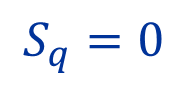 S_q = 0